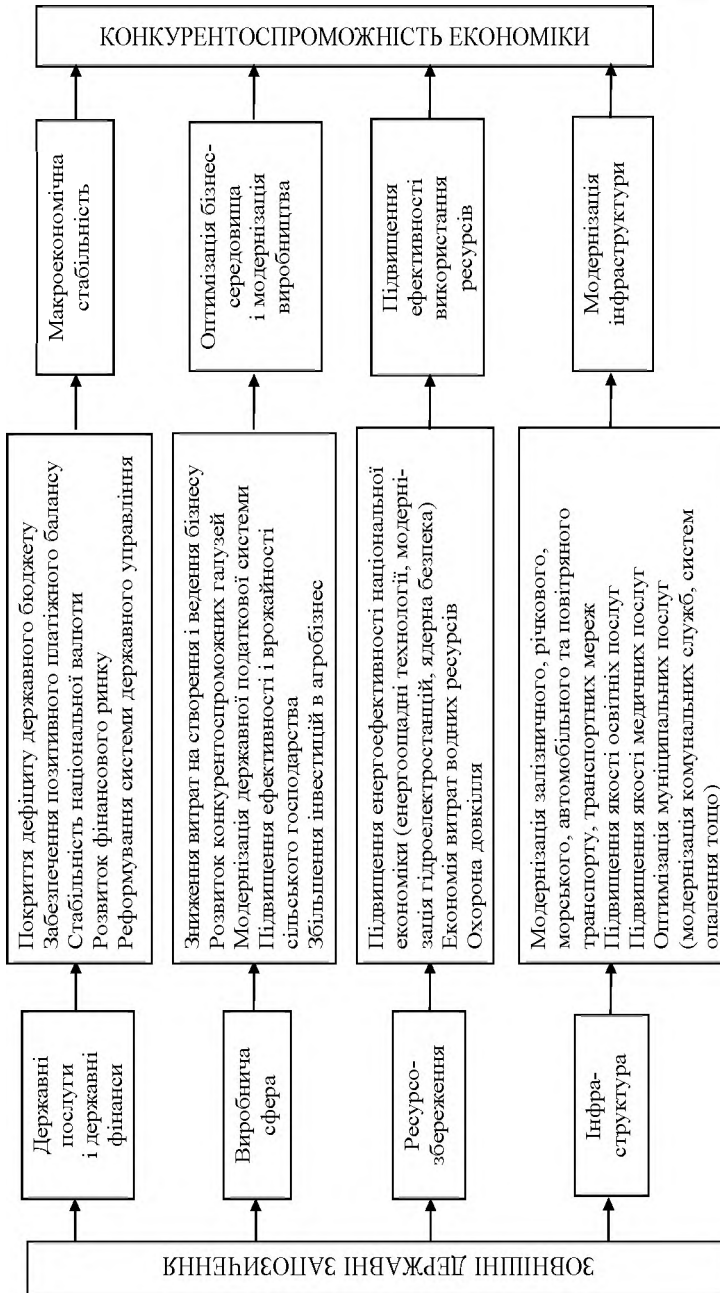 ЗОВНІШНІ ДЕРЖАВНІ ЗАПОЗИЧЕННЯ
Державні
послуги
і державні
фінанси
Покриття дефіциту державного бюджету
Забезпечення позитивного платіжного балансу
Стабільність національної валюти
Розвиток фінансового ринку
Реформування системи державного управління
Макроекономічна
стабільність
Виробнича
сфера
Зниження витрат на створення і ведення бізнесу
Розвиток конкурентоспроможних галузей
Модернізація державної податкової системи
Підвищення ефективності і врожайності
сільського господарства
Збільшення інвестицій в агробізнес
Оптимізація бізнес-
середовища
і модернізація
виробництва
Ресурсо-
збереження
Підвищення енергоефективності національної
економіки (енергоощадні технології, модерні-
зація гідроелектростанцій, ядерна безпека)
Економія витрат водних ресурсів
Охорона довкілля
Підвищення
ефективності
використання
ресурсів
Інфра-
структура
Модернізація залізничного, річкового,
морського, автомобільного та повітряного
транспорту, транспортних мереж
Підвищення якості освітніх послуг
Підвищення якості медичних послуг
Оптимізація муніципальних послуг
(модернізація комунальних служб, систем
опалення тощо)
Модернізація
інфраструктури
КОНКУРЕНТОСПРОМОЖНІСТЬ ЕКОНОМІКИ